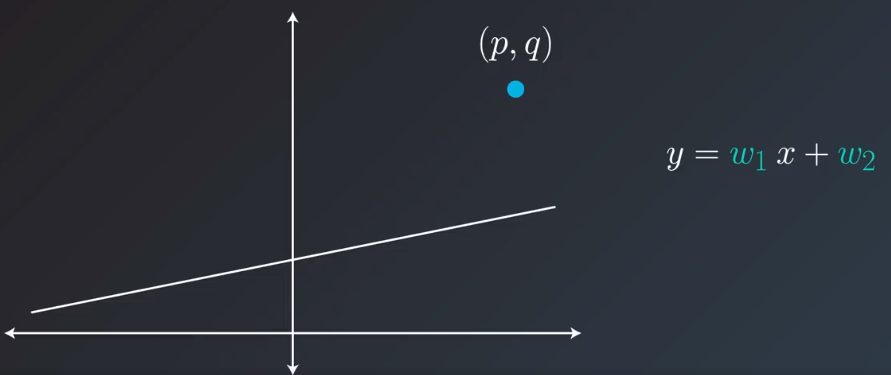 (p, q)
y = w₁ x + w₂